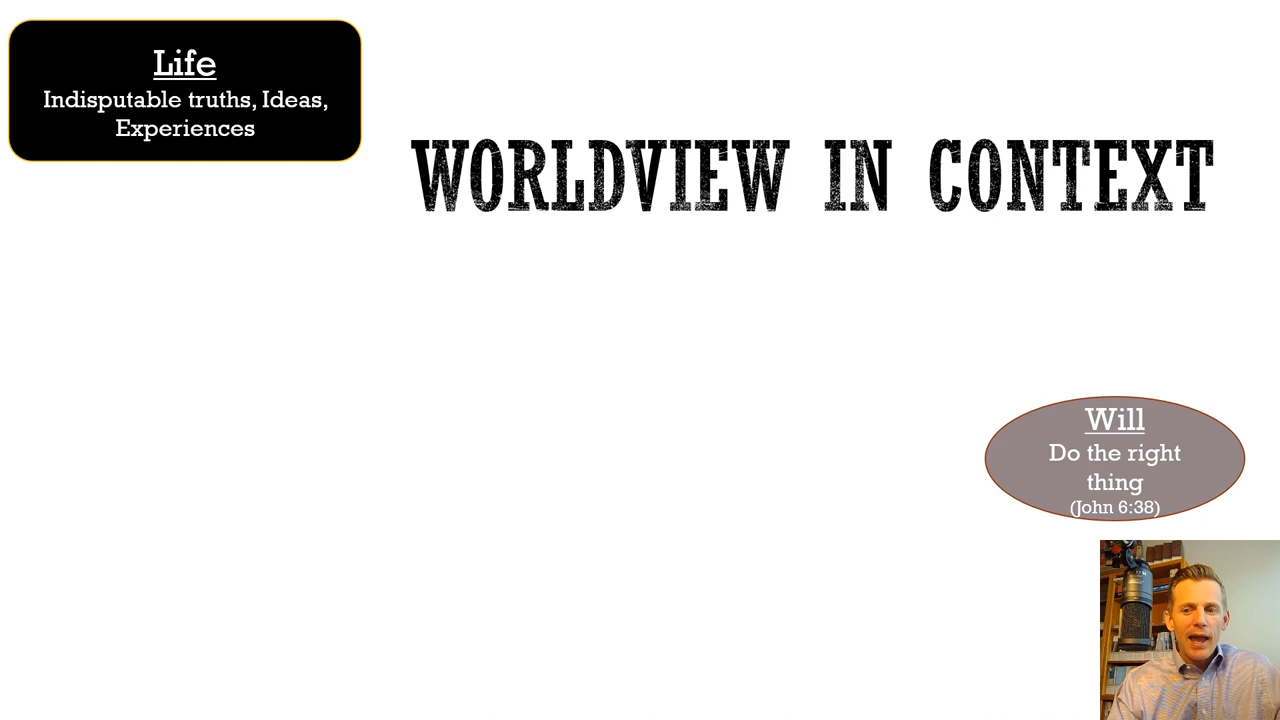 Life
Indisputable truths, Ideas,
Experiences
WORLDVIEW IN CONTEXT
Will
Do the right
thing
(John 6:38)